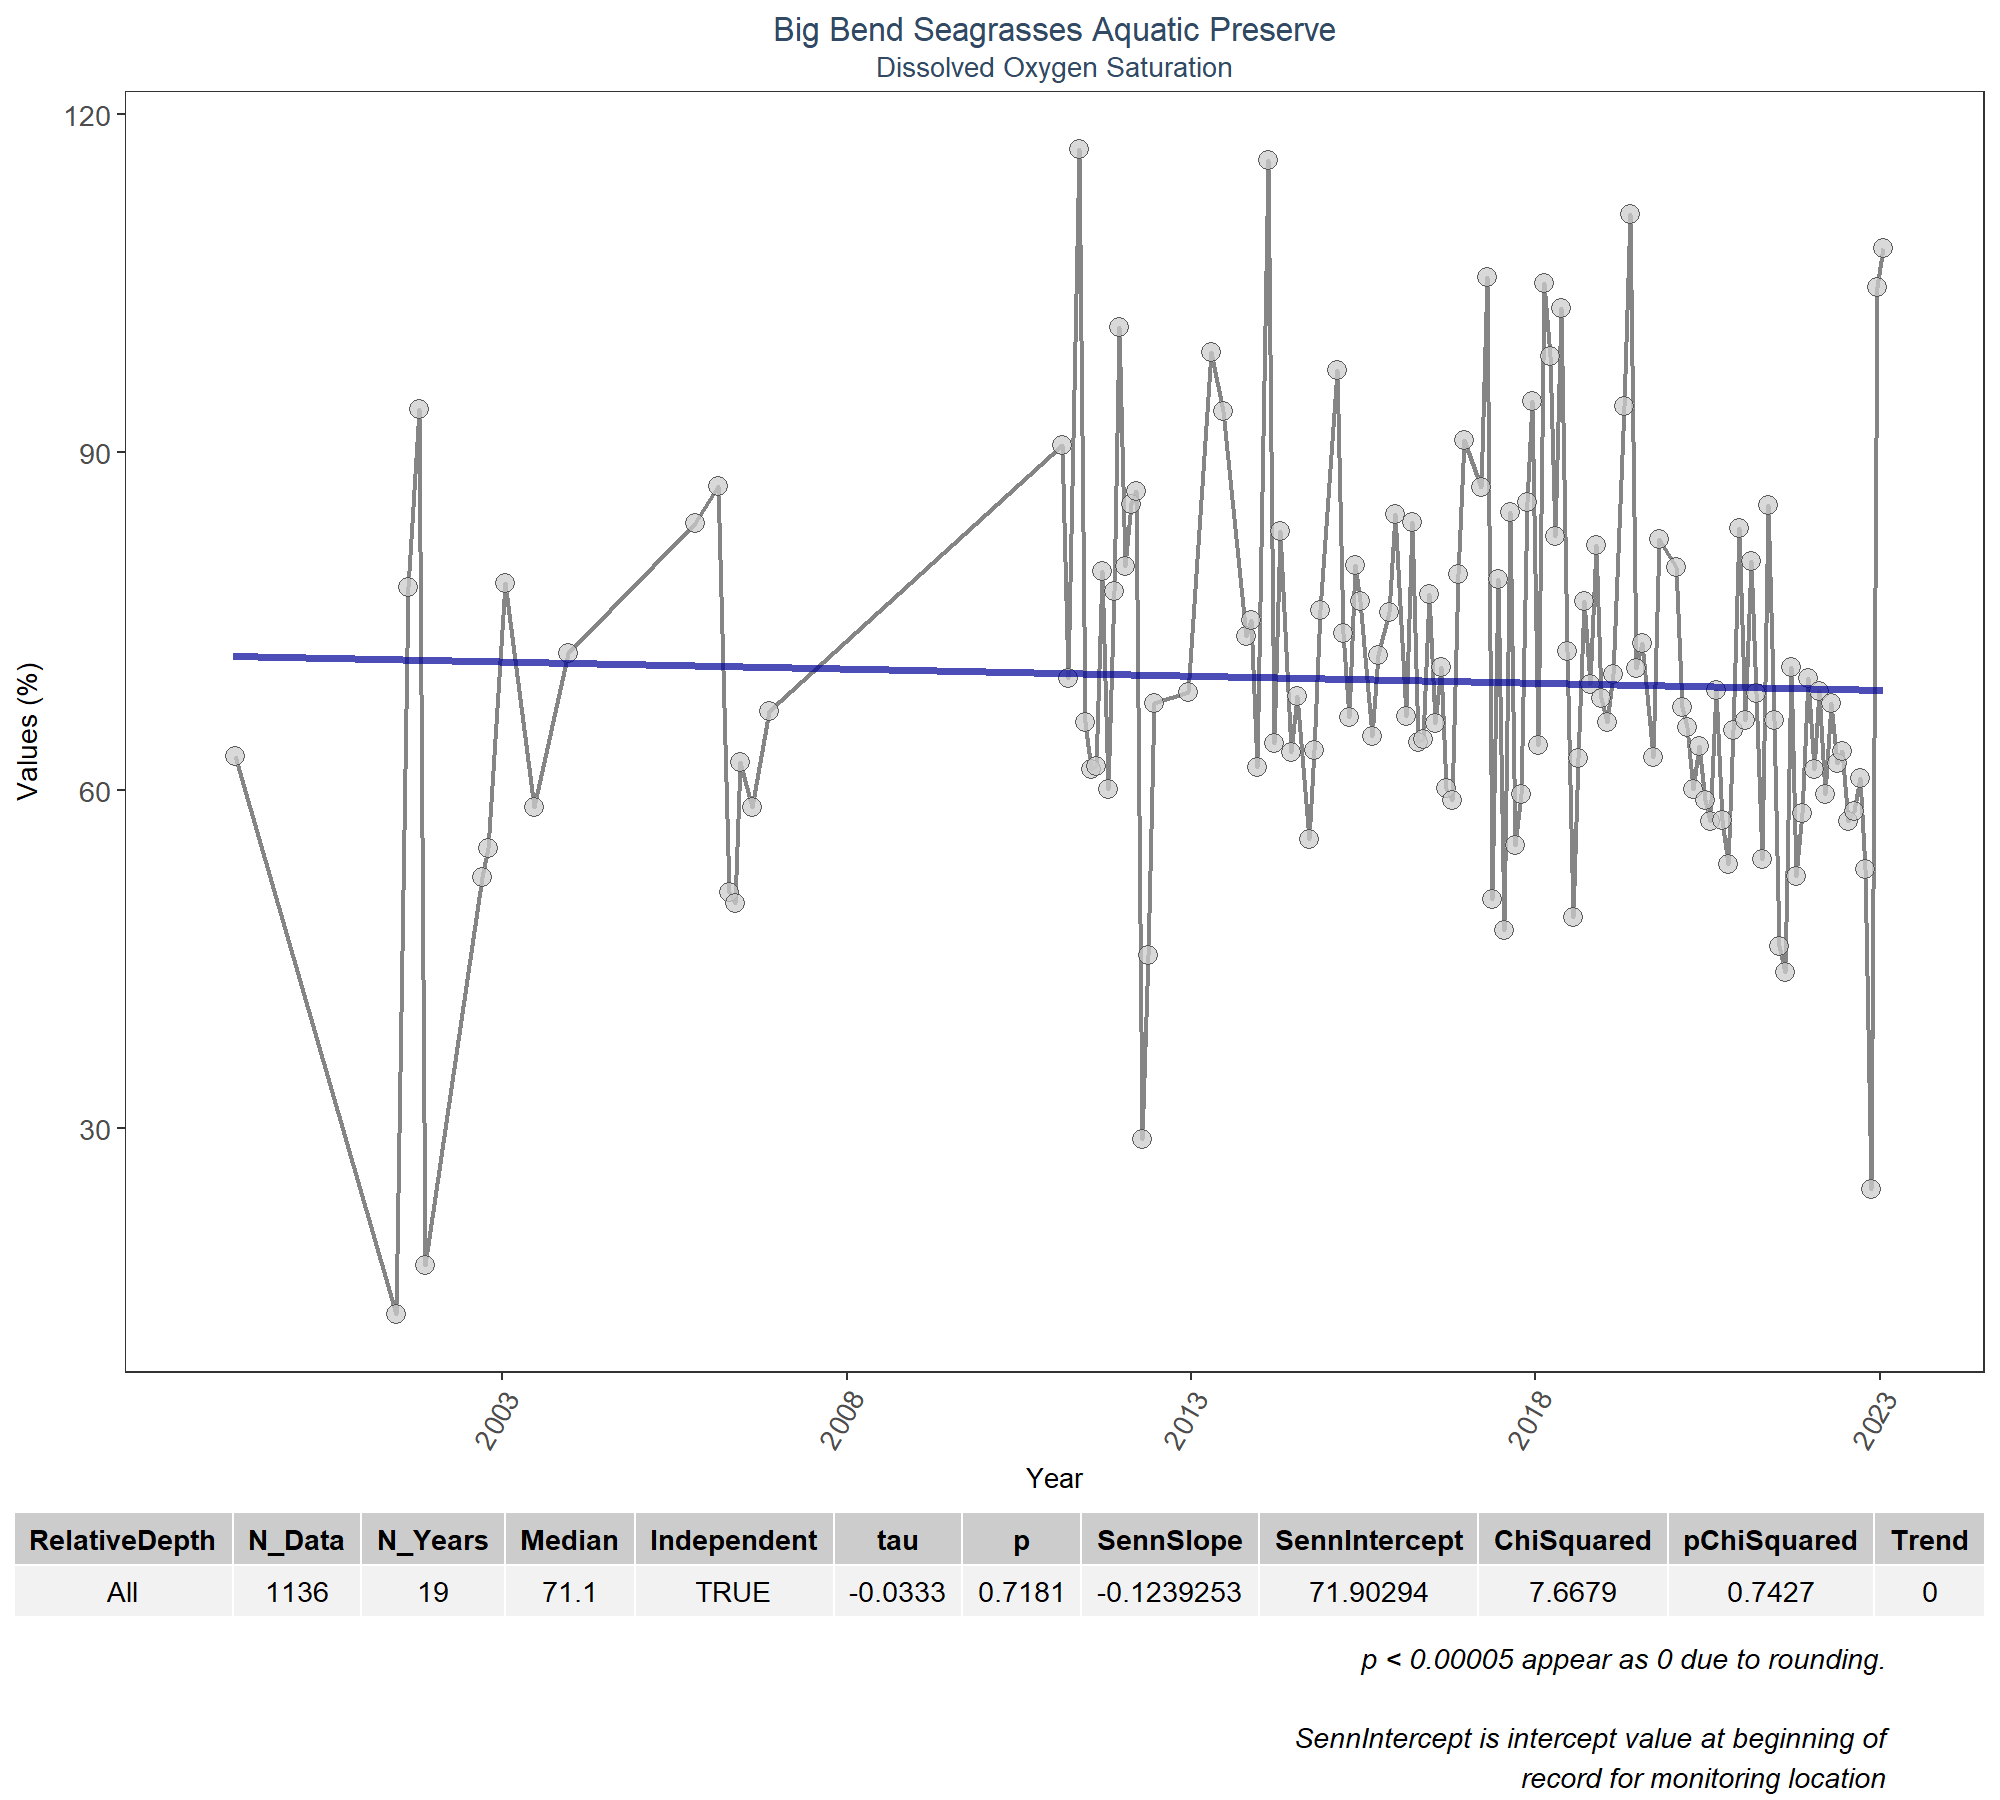 Big Bend Seagrasses Aquatic Preserve
Dissolved Oxygen Saturation
120
90
60
30
Values (%)
2003
2008
2013
2018
2023
Year
RelativeDepth N_Data N_Years Median Independent tau p SennSlope SennIntercept ChiSquared pChiSquared Trend
All 1136 19 71.1 TRUE -0.0333 0.7181 -0.1239253 71.90294 7.6679 0.7427 0
p < 0.00005 appear as 0 due to rounding.
SennIntercept is intercept value at beginning of
record for monitoring location